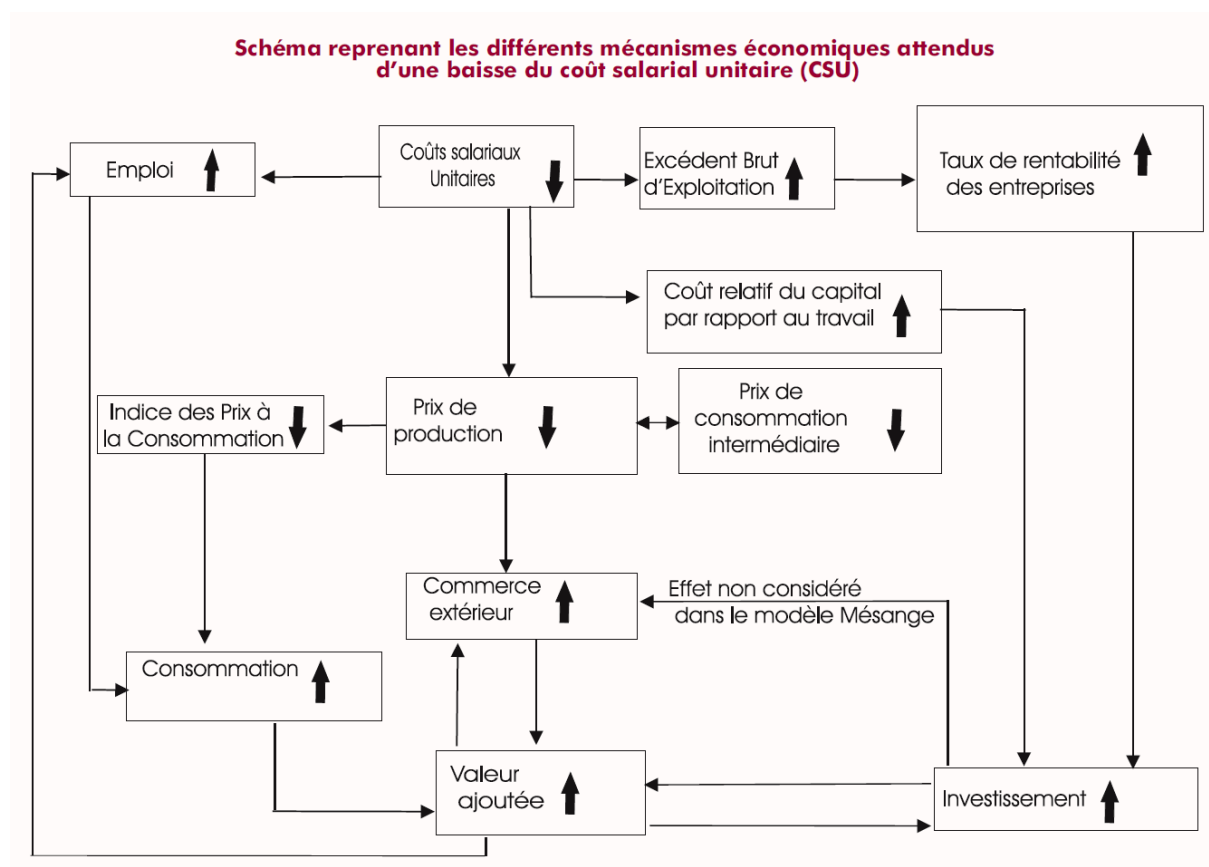 Schéma reprenant les différents mécanismes économiques attendus
d’une baisse du coût salarial unitaire (CSU)
Emploi
Coûts salariaux
Unitaires
Excédent Brut
d’Exploitation
Taux de rentabilité
des entreprises
Coût relatif du capital
par rapport au travail
Indice des Prix à
la Consommation
Prix de
production
Prix de
consommation
intermédiaire
Commerce
extérieur
Effet non considéré
dans le modèle Mésange
Consommation
Valeur
ajoutée
Investissement